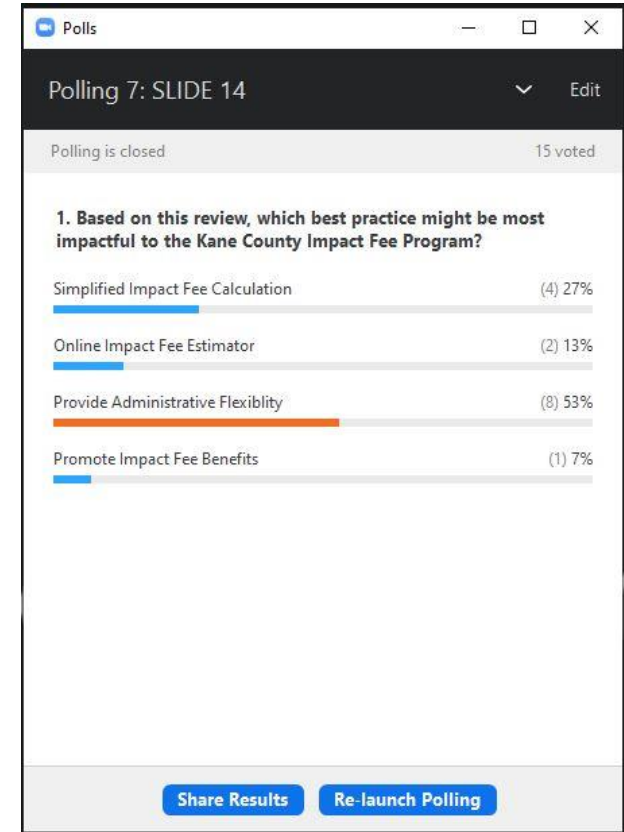 Polls
Polling 7: SLIDE 14 Edit
Polling is closed 15 voted
1. Based on this review, which best practice might be most
impactful to the Kane County Impact Fee Program?
Simplified Impact Fee Calculation (4) 27%
Online Impact Fee Estimator (2) 13%
Provide Administrative Flexiblity (8) 53%
Promote Impact Fee Benefits (1) 7%
Share Results Re-launch Polling